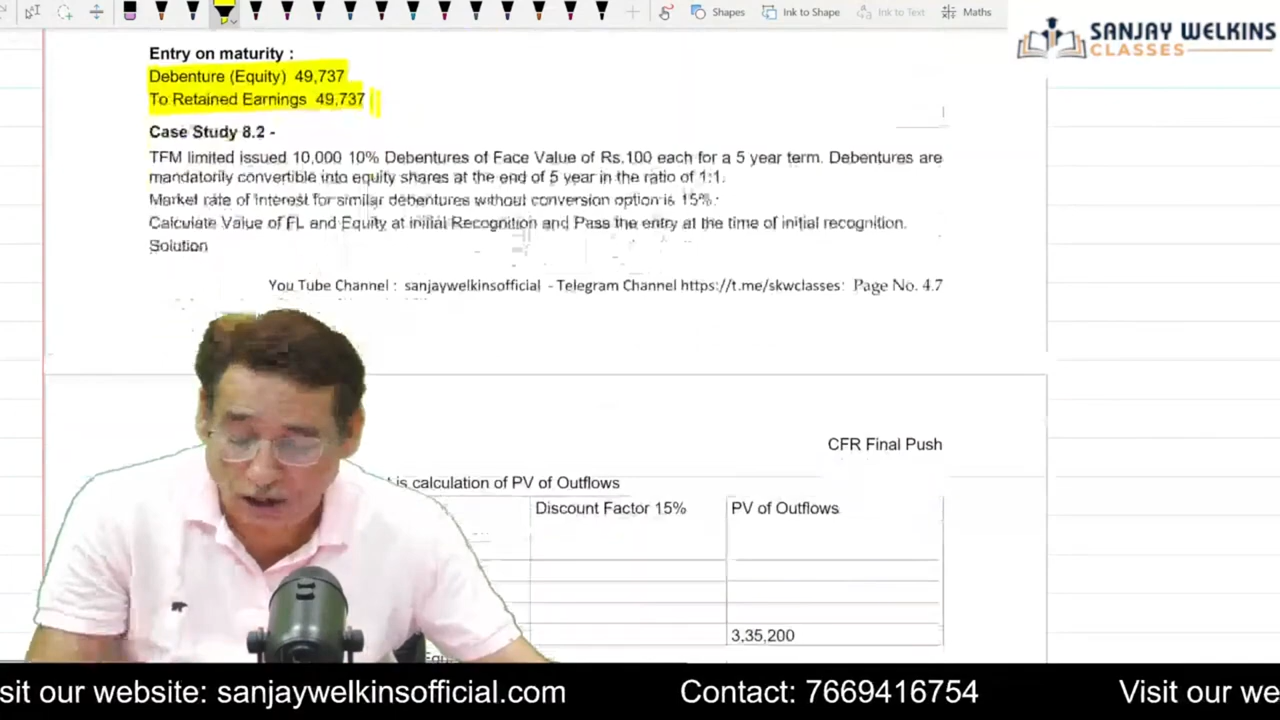 Shapes
Ink to Shape
Ink to Text
Maths
SANJAY WELKINS
CLASSES
Entry on maturity :
Debenture (Equity) 49,737
To Retained Earnings 49,737
Case Study 8.2 -
TFM limited issued 10,000 10% Debentures of Face Value of Rs.100 each for a 5 year term. Debentures are
mandatorily convertible into equity shares at the end of 5 year in the ratio of 1:1.
Market rate of Interest for similar debentures without conversion option is 15%.
Calculate Value of FL and Equity at initial Recognition and Pass the entry at the time of initial recognition.
Solution
You Tube Channel : sanjaywelkinsofficial - Telegram Channel https://t.me/skwclasses: Page No. 4.7
CFR Final Push
is calculation of PV of Outflows
Discount Factor 15%
PV of Outflows
3,35,200
sit our website: sanjaywelkinsofficial.com
Contact: 7669416754
Visit our we